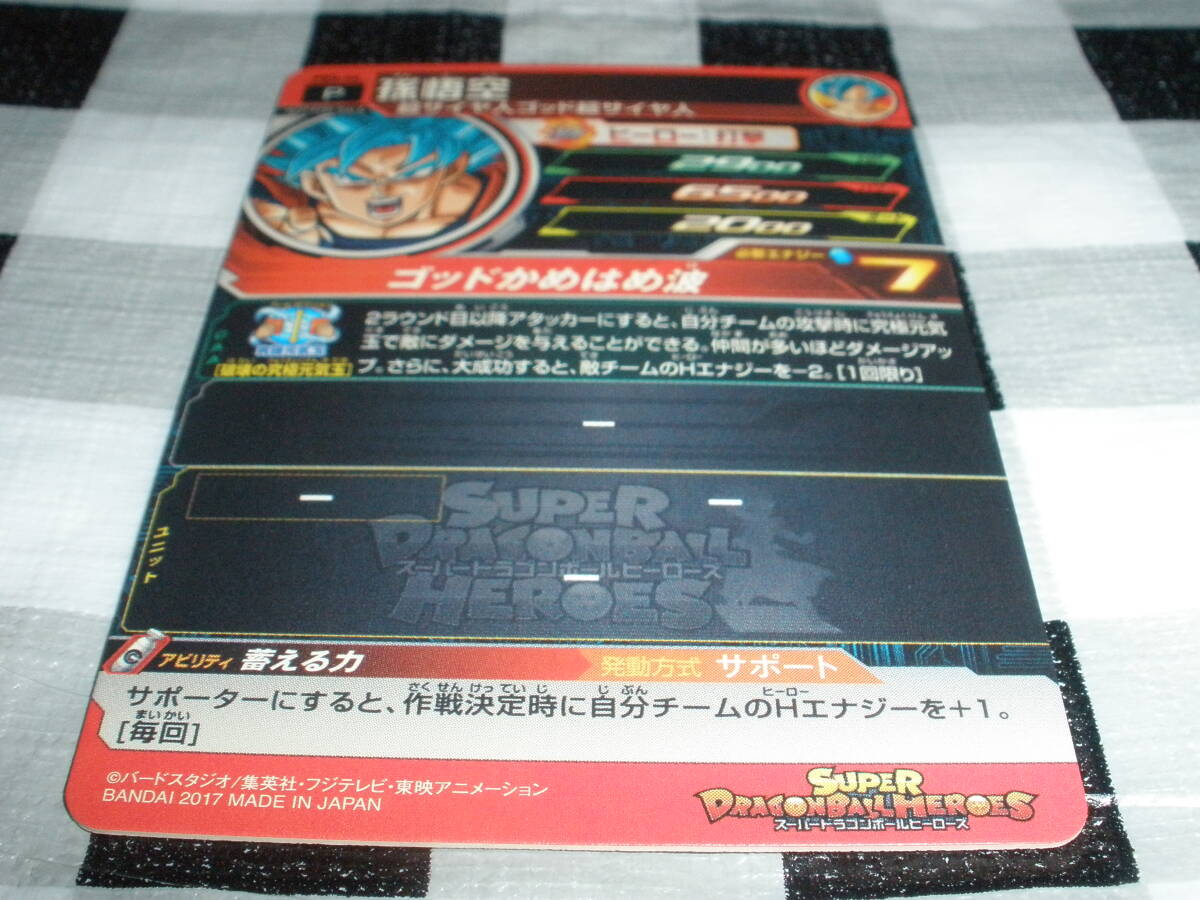 P
孫悟空
超サイヤ人ゴッド超サイヤ人
ヒーロー：打撃
2900
6500
2000
必要エナジー 7
ゴッドかめはめ波
究極元気玉
[破壊の究極元気玉]
2ラウンド目以降アタッカーにすると、自分チームの攻撃時に究極元気
玉で敵にダメージを与えることができる。仲間が多いほどダメージアッ
プ。さらに、大成功すると、敵チームのHエナジーを－2。[1回限り]
－
ユニット
－ －
－
SUPER
DRAGONBALL
スーパードラゴンボールヒーローズ
HEROES
アビリティ 蓄える力 発動方式 サポート
サポーターにすると、作戦決定時に自分チームのHエナジーを＋1。
[毎回]
©バードスタジオ/集英社・フジテレビ・東映アニメーション
BANDAI 2017 MADE IN JAPAN
SUPER
DRAGONBALL HEROES
スーパードラゴンボールヒーローズ